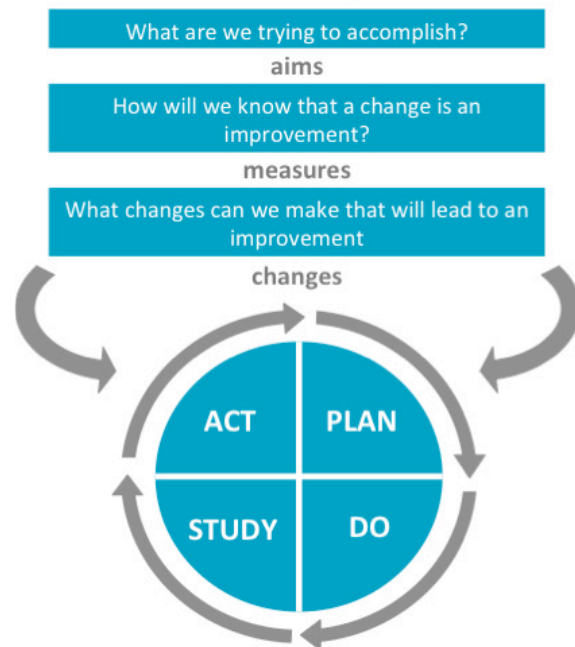 What are we trying to accomplish?
aims
How will we know that a change is an
improvement?
measures
What changes can we make that will lead to an
improvement
changes
ACT
PLAN
STUDY
DO